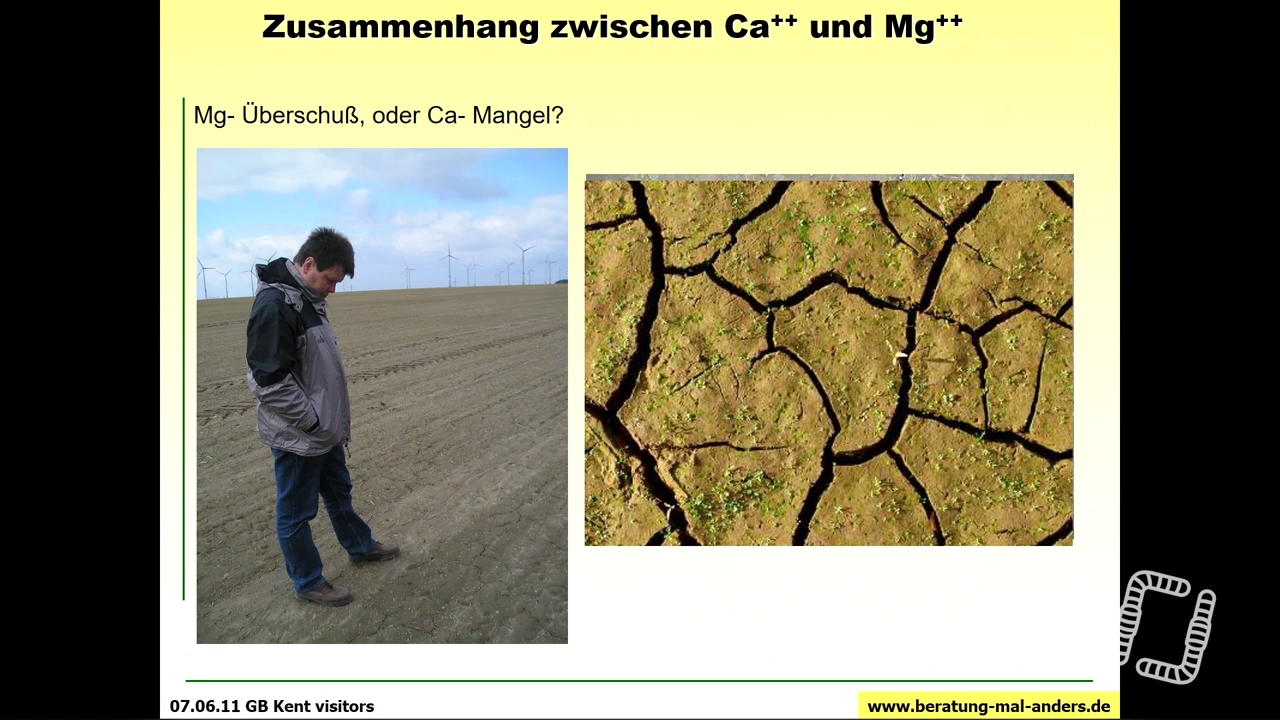 Zusammenhang zwischen Ca⁺⁺ und Mg⁺⁺
Mg- Überschuß, oder Ca- Mangel?
07.06.11 GB Kent visitors
www.beratung-mal-anders.de